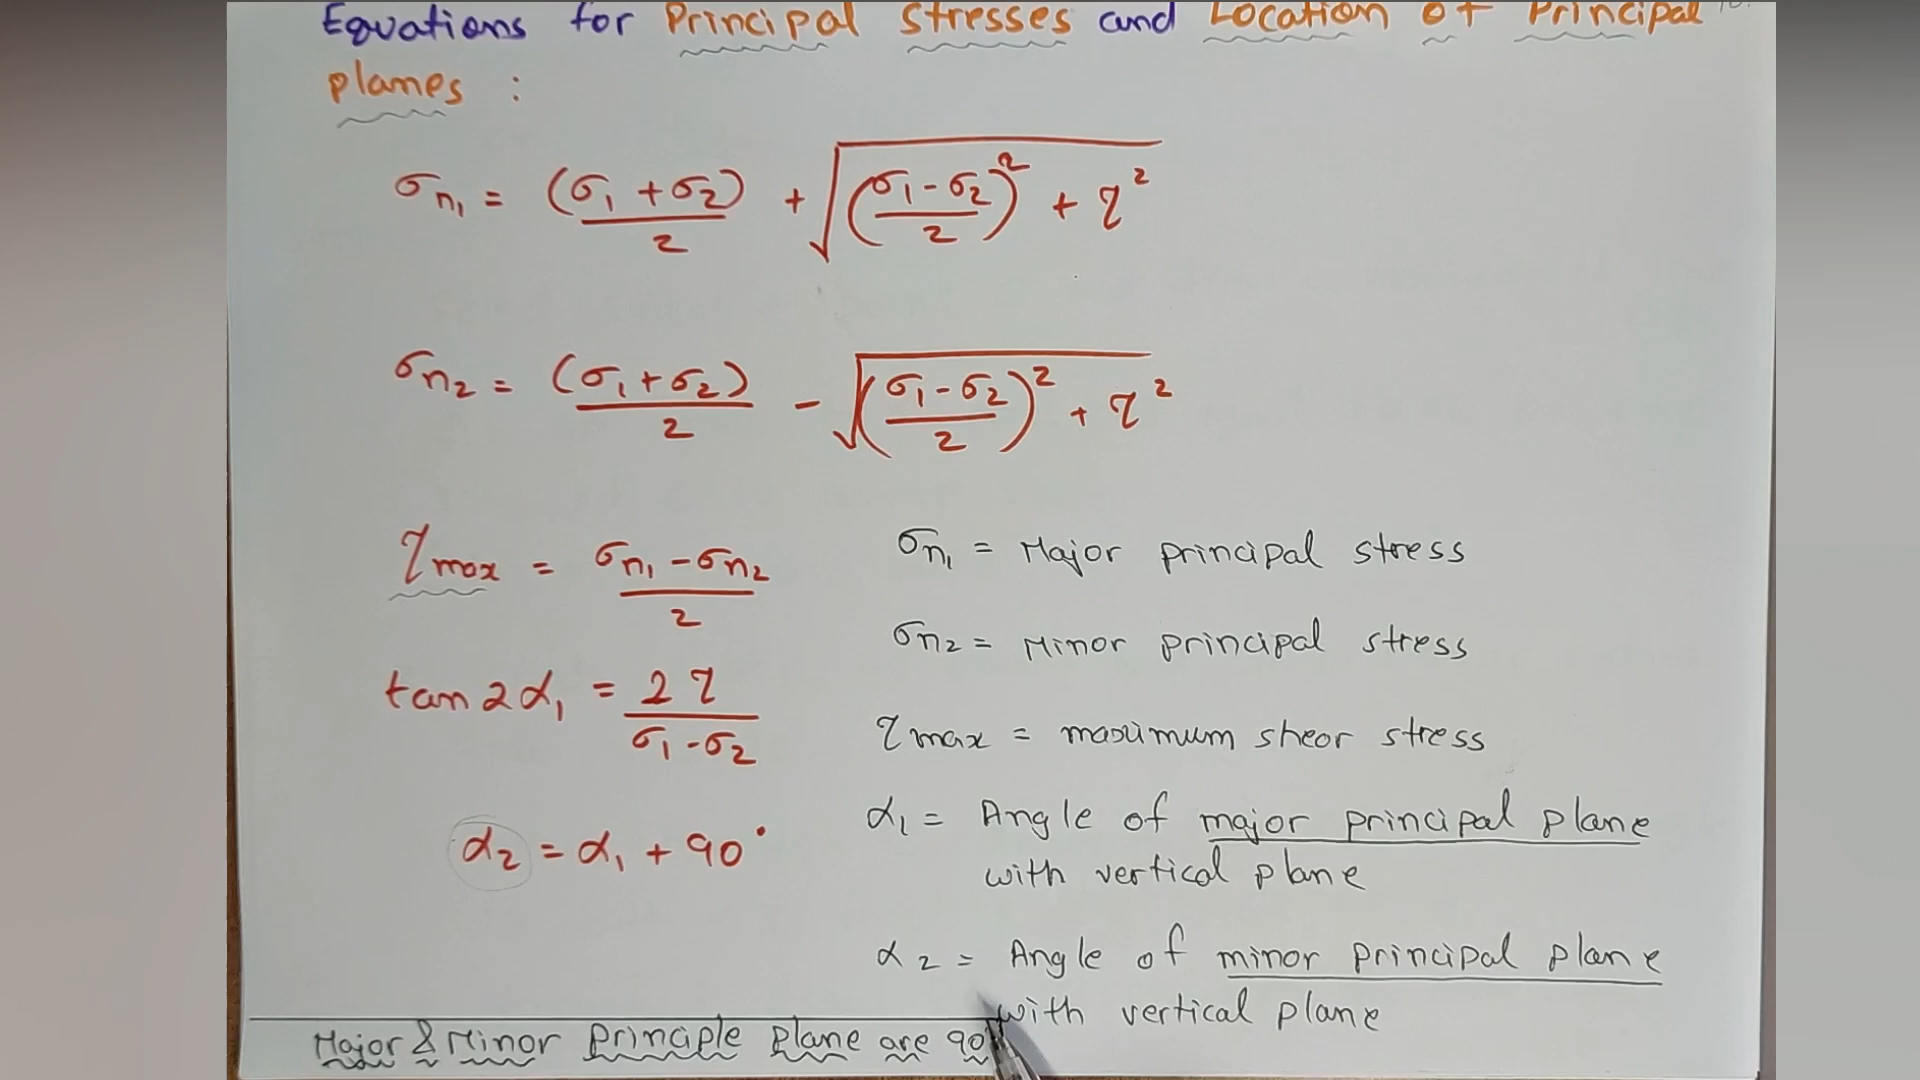 Equations for Principal Stresses and Location of Principal
planes :
σn₁ = (σ₁ + σ₂)/2 + √((σ₁ - σ₂)/2)² + τ²
σn₂ = (σ₁ + σ₂)/2 - √((σ₁ - σ₂)/2)² + τ²
τmax = (σn₁ - σn₂)/2
σn₁ = Major principal stress
σn₂ = Minor principal stress
tan 2α₁ = 2τ/(σ₁ - σ₂)
τmax = maximum shear stress
α₂ = α₁ + 90°
α₁ = Angle of major principal plane
with vertical plane
α₂ = Angle of minor principal plane
with vertical plane
Major & Minor Principle Plane are 90